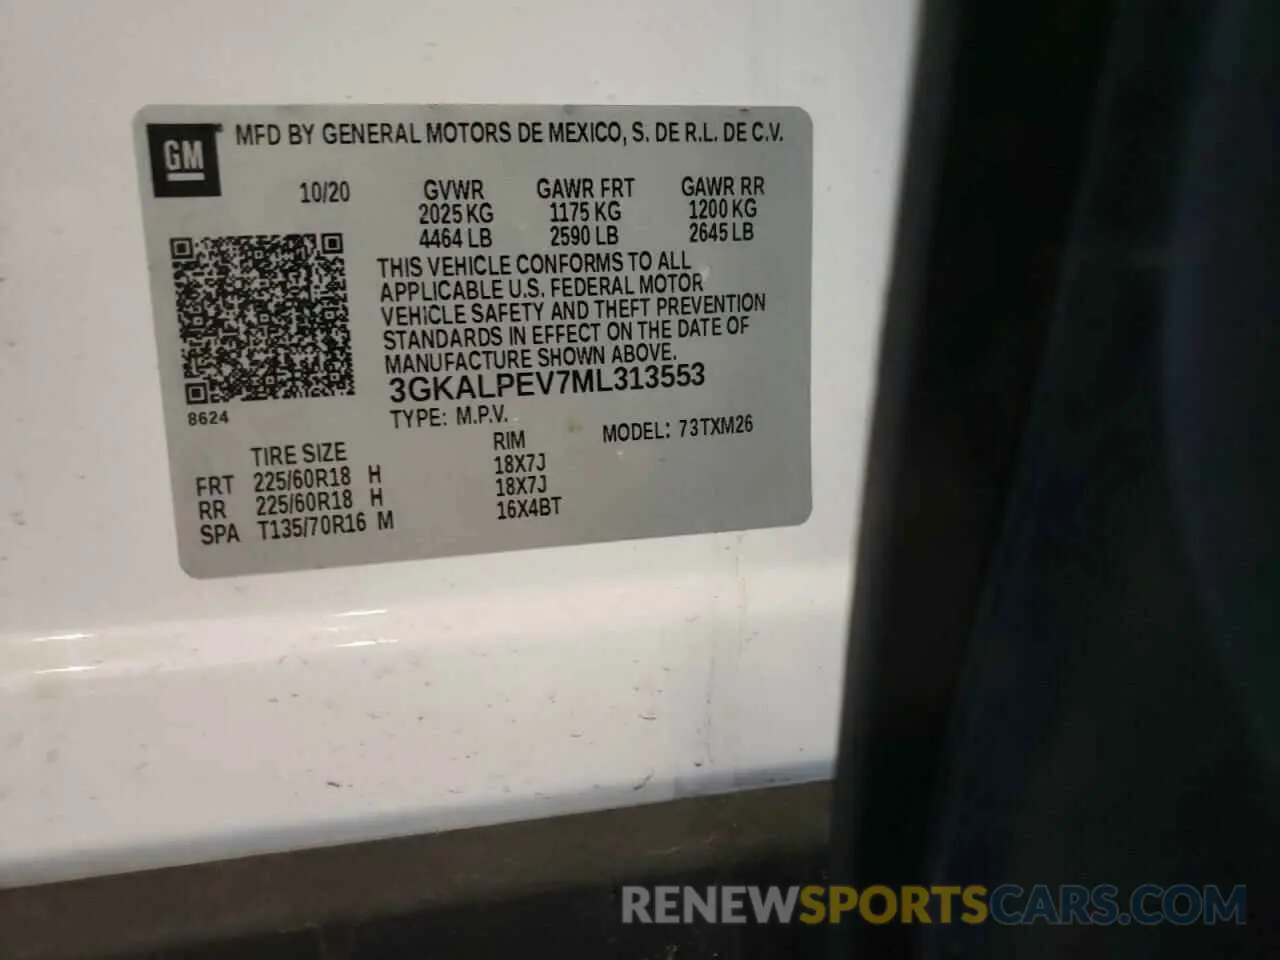 GM
MFD BY GENERAL MOTORS DE MEXICO, S. DE R.L. DE C.V.
10/20 GVWR GAWR FRT GAWR RR
2025 KG 1175 KG 1200 KG
4464 LB 2590 LB 2645 LB
THIS VEHICLE CONFORMS TO ALL
APPLICABLE U.S. FEDERAL MOTOR
VEHICLE SAFETY AND THEFT PREVENTION
STANDARDS IN EFFECT ON THE DATE OF
MANUFACTURE SHOWN ABOVE.
3GKALPEV7ML313553
8624
TYPE: M.P.V.
MODEL: 73TXM26
TIRE SIZE RIM
FRT 225/60R18 H 18X7J
RR 225/60R18 H 18X7J
SPA T135/70R16 M 16X4BT
RENEWSPORTSCARS.COM